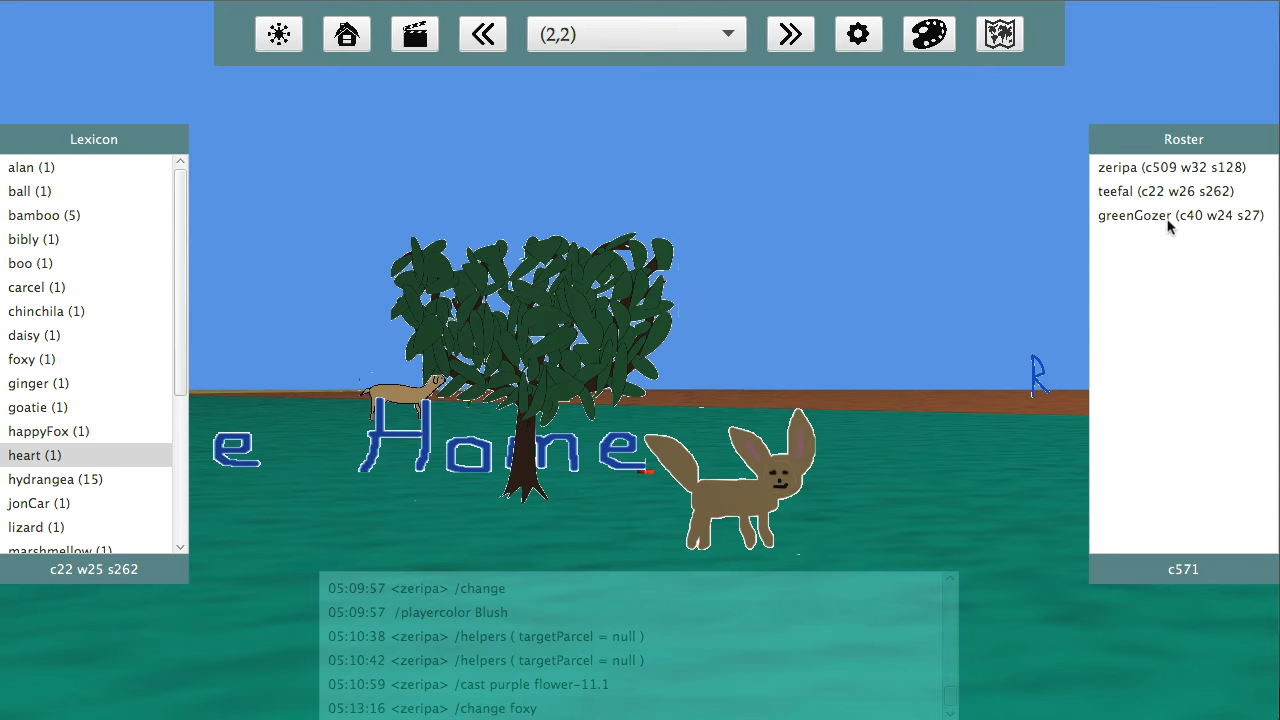 (2,2)
Lexicon
alan (1)
ball (1)
bamboo (5)
bibly (1)
boo (1)
carcel (1)
chinchila (1)
daisy (1)
foxy (1)
ginger (1)
goatie (1)
happyFox (1)
heart (1)
hydrangea (15)
jonCar (1)
lizard (1)
marshmellow (1)
c22 w25 s262
e Home
R
05:09:57 <zeripa> /change
05:09:57 /playercolor Blush
05:10:38 <zeripa> /helpers ( targetParcel = null )
05:10:42 <zeripa> /helpers ( targetParcel = null )
05:10:59 <zeripa> /cast purple flower-11.1
05:13:16 <zeripa> /change foxy
Roster
zeripa (c509 w32 s128)
teefal (c22 w26 s262)
greenGozer (c40 w24 s27)
c571